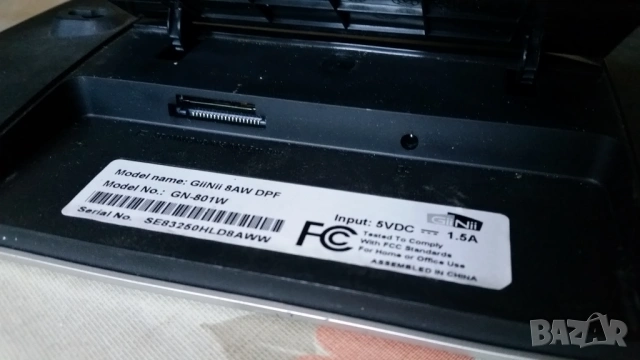 Model name: GiiNii 8AW DPF
Model No.: GN-801W
Serial No. SE83250HLD8AWW
GiiNii
Input: 5VDC ⎓ 1.5A
FC
Tested To Comply
With FCC Standards
For Home or Office Use
ASSEMBLED IN CHINA
BAZAR